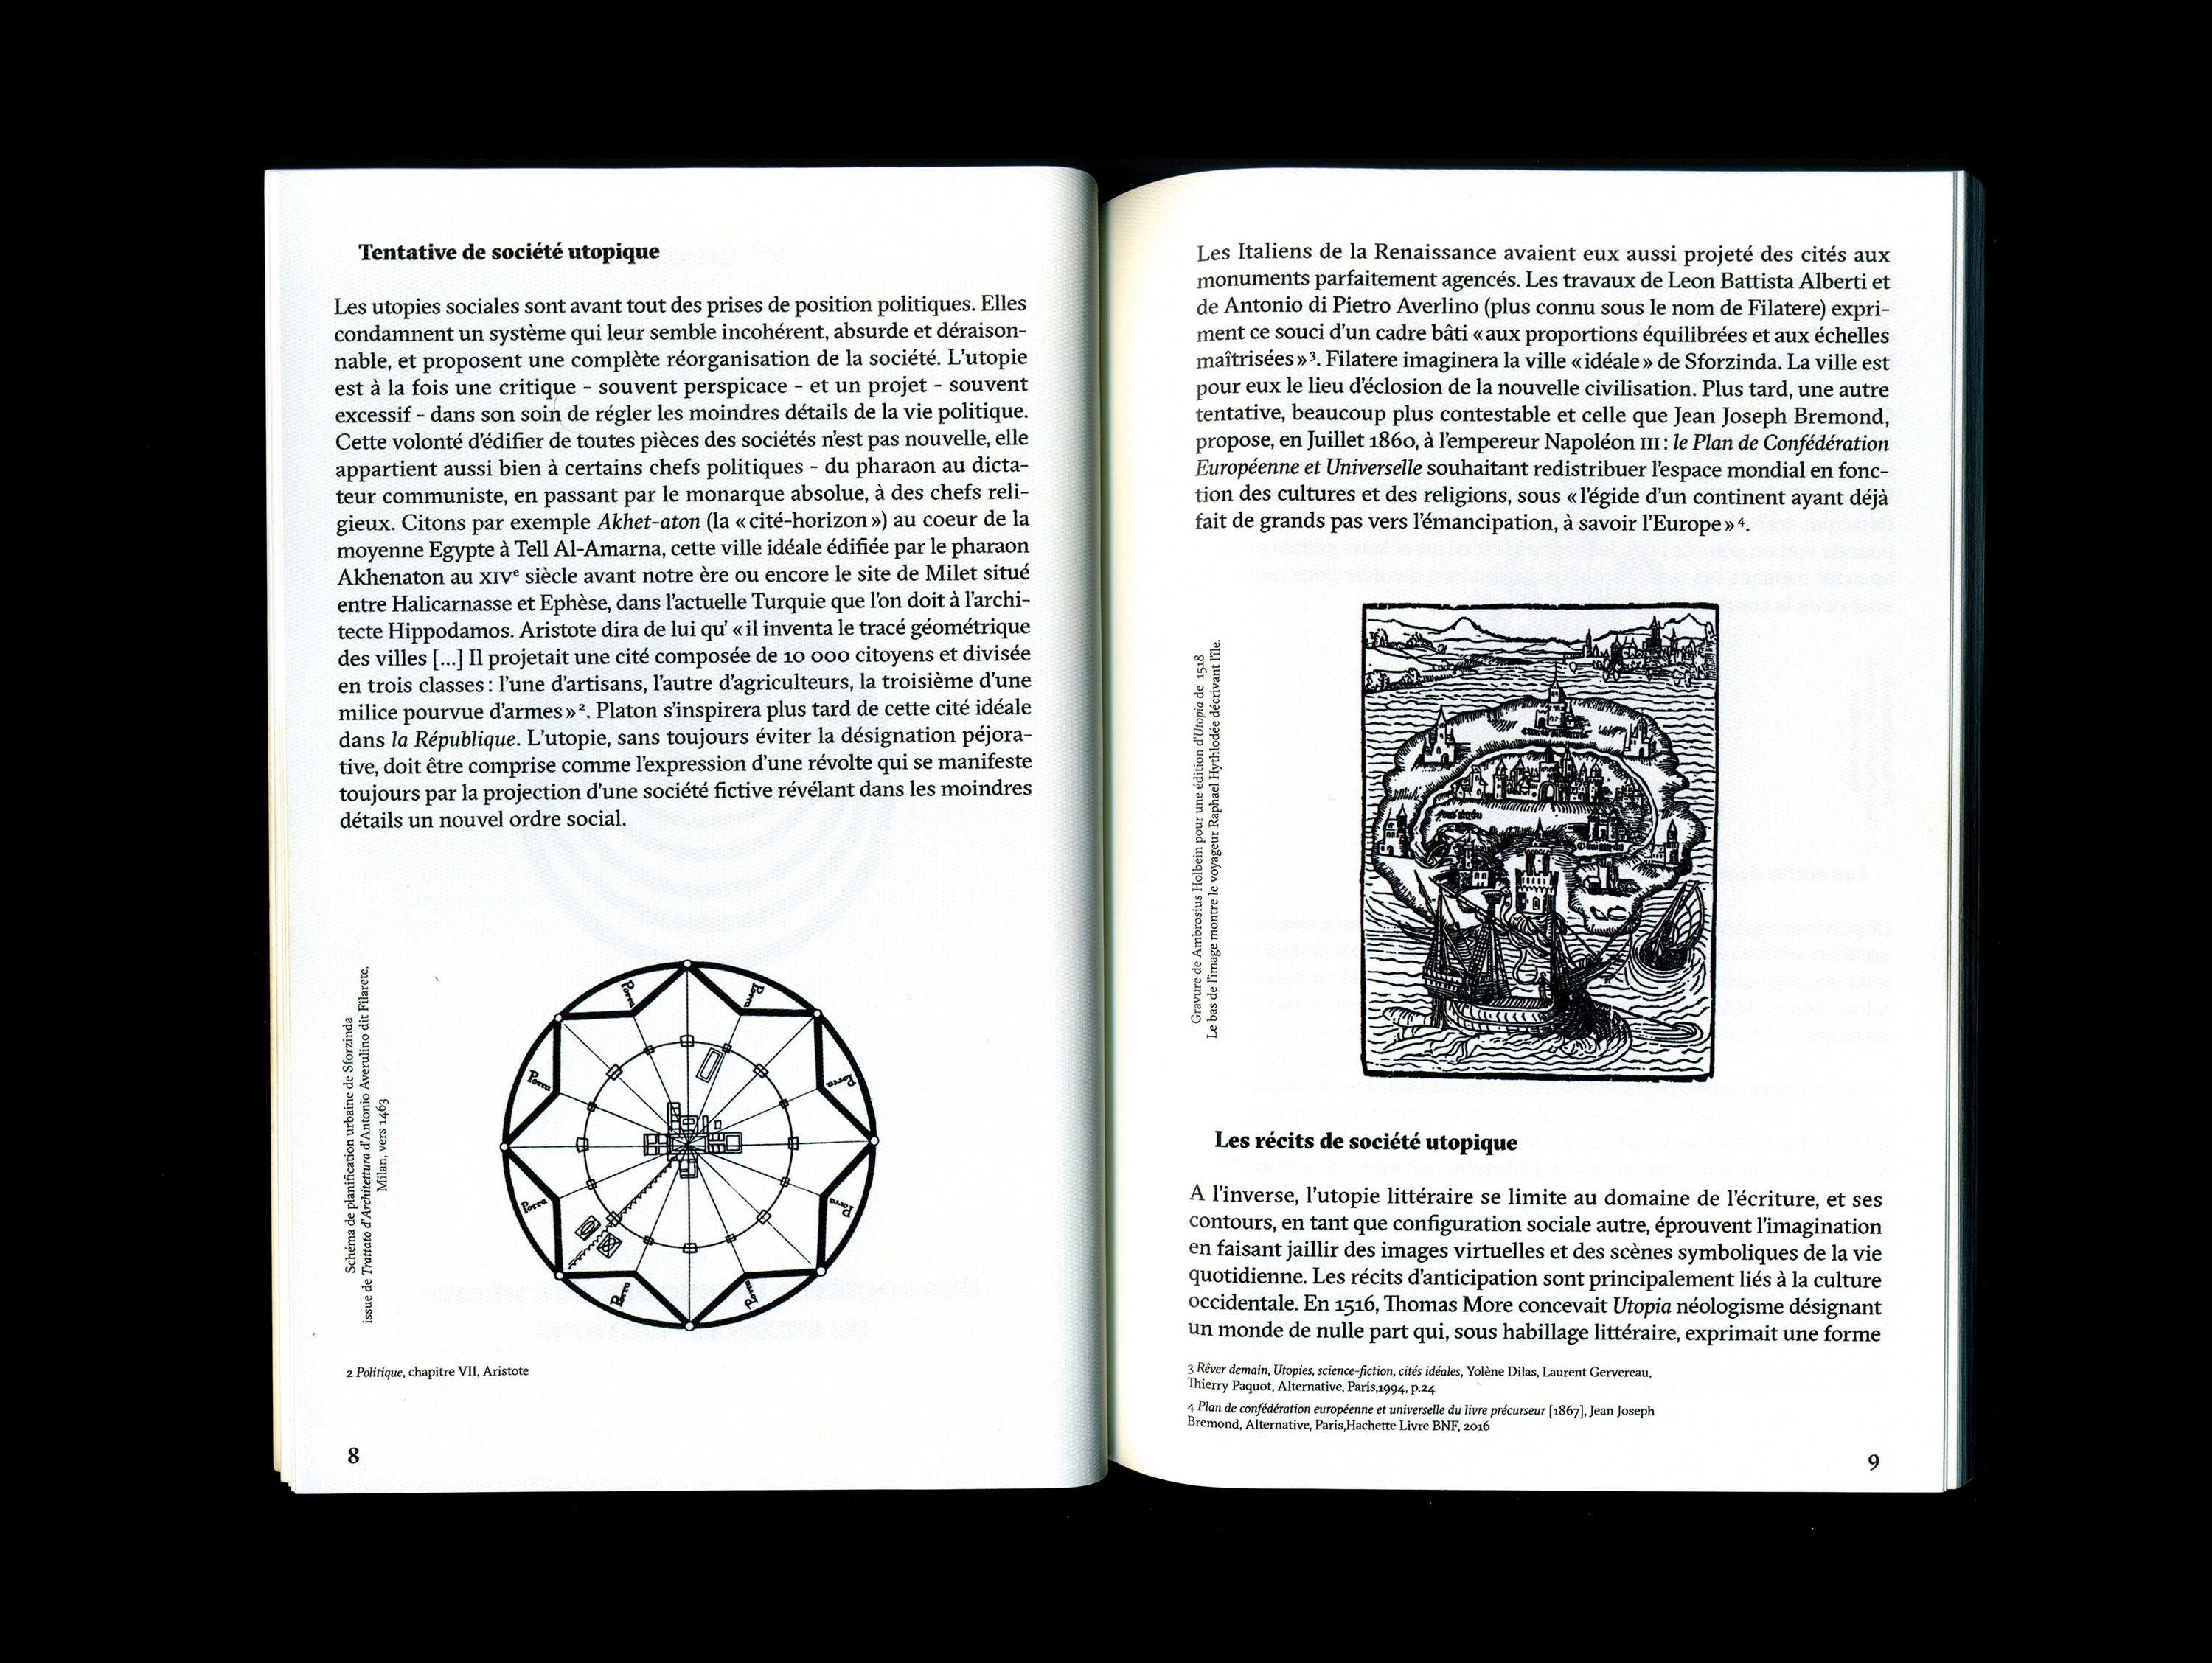 Tentative de société utopique
Les utopies sociales sont avant tout des prises de position politiques. Elles
condamnent un système qui leur semble incohérent, absurde et déraison-
nable, et proposent une complète réorganisation de la société. L'utopie
est à la fois une critique - souvent perspicace - et un projet - souvent
excessif - dans son soin de régler les moindres détails de la vie politique.
Cette volonté d'édifier de toutes pièces des sociétés n'est pas nouvelle, elle
appartient aussi bien à certains chefs politiques - du pharaon au dicta-
teur communiste, en passant par le monarque absolue, à des chefs reli-
gieux. Citons par exemple Akhet-aton (la « cité-horizon ») au coeur de la
moyenne Egypte à Tell Al-Amarna, cette ville idéale édifiée par le pharaon
Akhenaton au XIVe siècle avant notre ère ou encore le site de Milet situé
entre Halicarnasse et Ephèse, dans l'actuelle Turquie que l'on doit à l'archi-
tecte Hippodamos. Aristote dira de lui qu' « il inventa le tracé géométrique
des villes [...] Il projetait une cité composée de 10 000 citoyens et divisée
en trois classes : l'une d'artisans, l'autre d'agriculteurs, la troisième d'une
milice pourvue d'armes »². Platon s'inspirera plus tard de cette cité idéale
dans la République. L'utopie, sans toujours éviter la désignation péjora-
tive, doit être comprise comme l'expression d'une révolte qui se manifeste
toujours par la projection d'une société fictive révélant dans les moindres
détails un nouvel ordre social.
Schéma de planification urbaine de Sforzinda
issue de Trattato d'Architettura d'Antonio Averulino dit Filarete,
Milan, vers 1463
Porta
Porta
Porta
Porta
Porta
Porta
Porta
Porta
2 Politique, chapitre VII, Aristote
8
Les Italiens de la Renaissance avaient eux aussi projeté des cités aux
monuments parfaitement agencés. Les travaux de Leon Battista Alberti et
de Antonio di Pietro Averlino (plus connu sous le nom de Filatere) expri-
ment ce souci d'un cadre bâti « aux proportions équilibrées et aux échelles
maîtrisées »³. Filatere imaginera la ville « idéale » de Sforzinda. La ville est
pour eux le lieu d'éclosion de la nouvelle civilisation. Plus tard, une autre
tentative, beaucoup plus contestable et celle que Jean Joseph Bremond,
propose, en Juillet 1860, à l'empereur Napoléon III : le Plan de Confédération
Européenne et Universelle souhaitant redistribuer l'espace mondial en fonc-
tion des cultures et des religions, sous « l'égide d'un continent ayant déjà
fait de grands pas vers l'émancipation, à savoir l'Europe »⁴.
Gravure de Ambrosius Holbein pour une édition d'Utopia de 1518
Le bas de l'image montre le voyageur Raphael Hythlodée décrivant l'île.
Les récits de société utopique
A l'inverse, l'utopie littéraire se limite au domaine de l'écriture, et ses
contours, en tant que configuration sociale autre, éprouvent l'imagination
en faisant jaillir des images virtuelles et des scènes symboliques de la vie
quotidienne. Les récits d'anticipation sont principalement liés à la culture
occidentale. En 1516, Thomas More concevait Utopia néologisme désignant
un monde de nulle part qui, sous habillage littéraire, exprimait une forme
3 Rêver demain, Utopies, science-fiction, cités idéales, Yolène Dilas, Laurent Gervereau,
Thierry Paquot, Alternative, Paris,1994, p.24
4 Plan de confédération européenne et universelle du livre précurseur [1867], Jean Joseph
Bremond, Alternative, Paris,Hachette Livre BNF, 2016
9